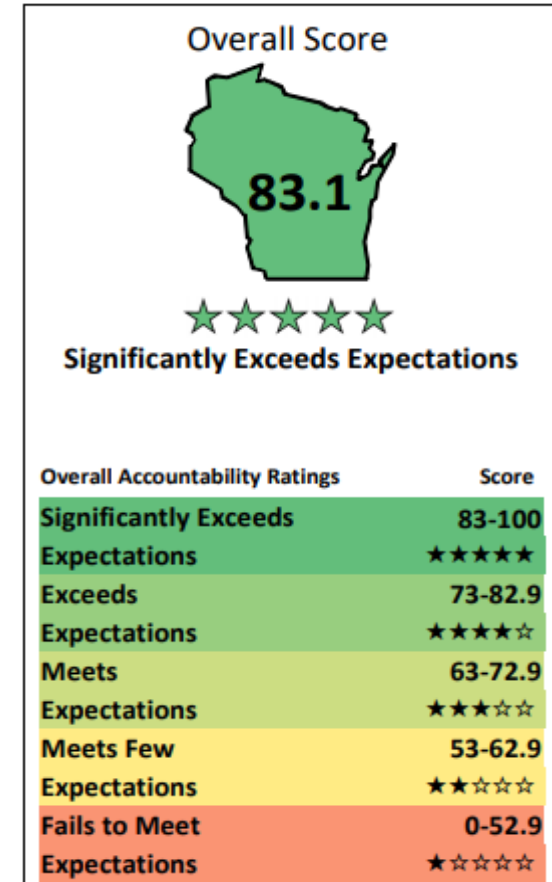 Overall Score
83.1
★★★★★
Significantly Exceeds Expectations
Overall Accountability Ratings Score
Significantly Exceeds 83-100
Expectations ★★★★★
Exceeds 73-82.9
Expectations ★★★★☆
Meets 63-72.9
Expectations ★★★☆☆
Meets Few 53-62.9
Expectations ★★☆☆☆
Fails to Meet 0-52.9
Expectations ★☆☆☆☆